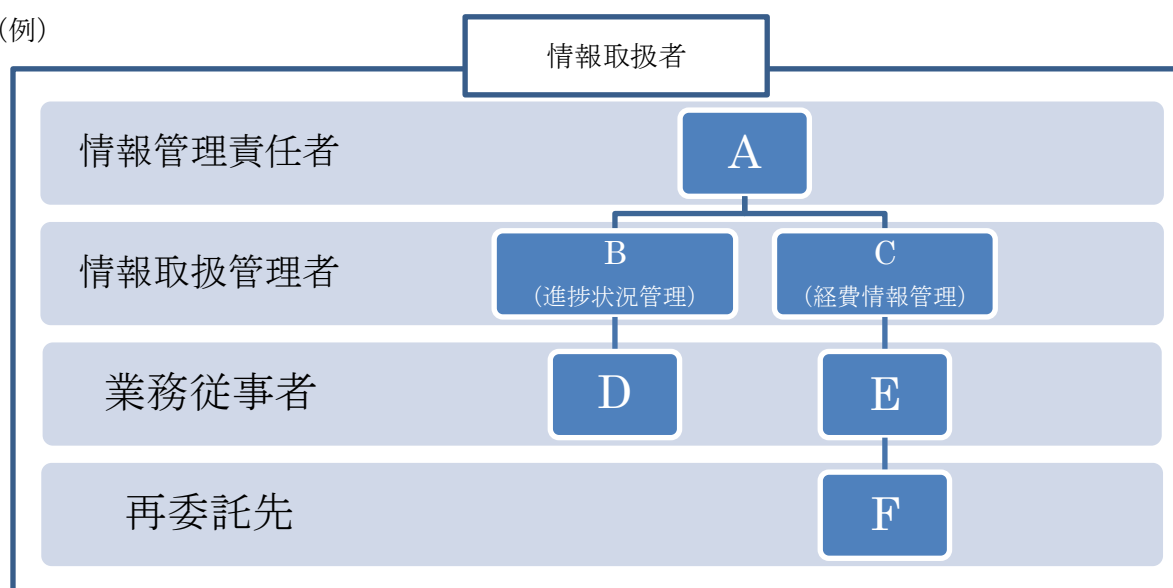 (例)
情報取扱者
情報管理責任者
A
情報取扱管理者
B
(進捗状況管理)
C
(経費情報管理)
業務従事者
D
E
再委託先
F